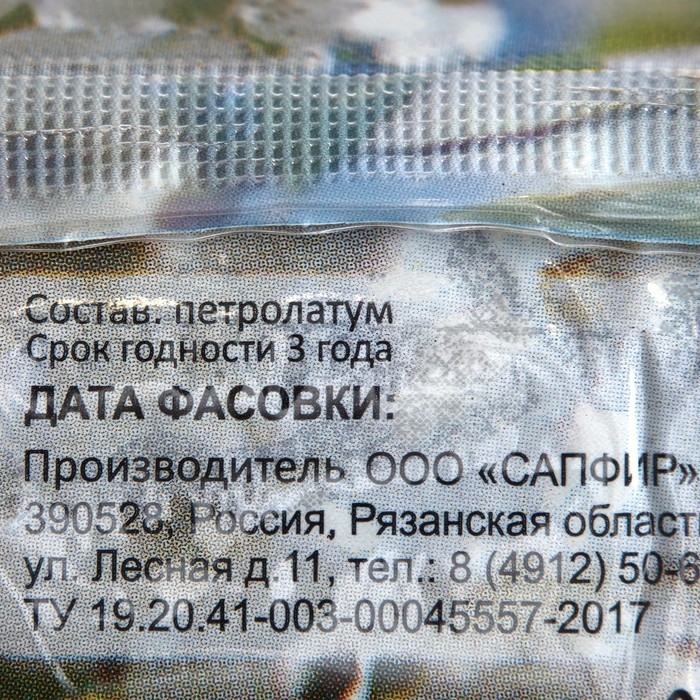 Состав: петролатум
Срок годности 3 года
ДАТА ФАСОВКИ:
Производитель ООО «САПФИР»
390528, Россия, Рязанская област
ул. Лесная д.11, тел.: 8 (4912) 50-6
ТУ 19.20.41-003-00045557-2017